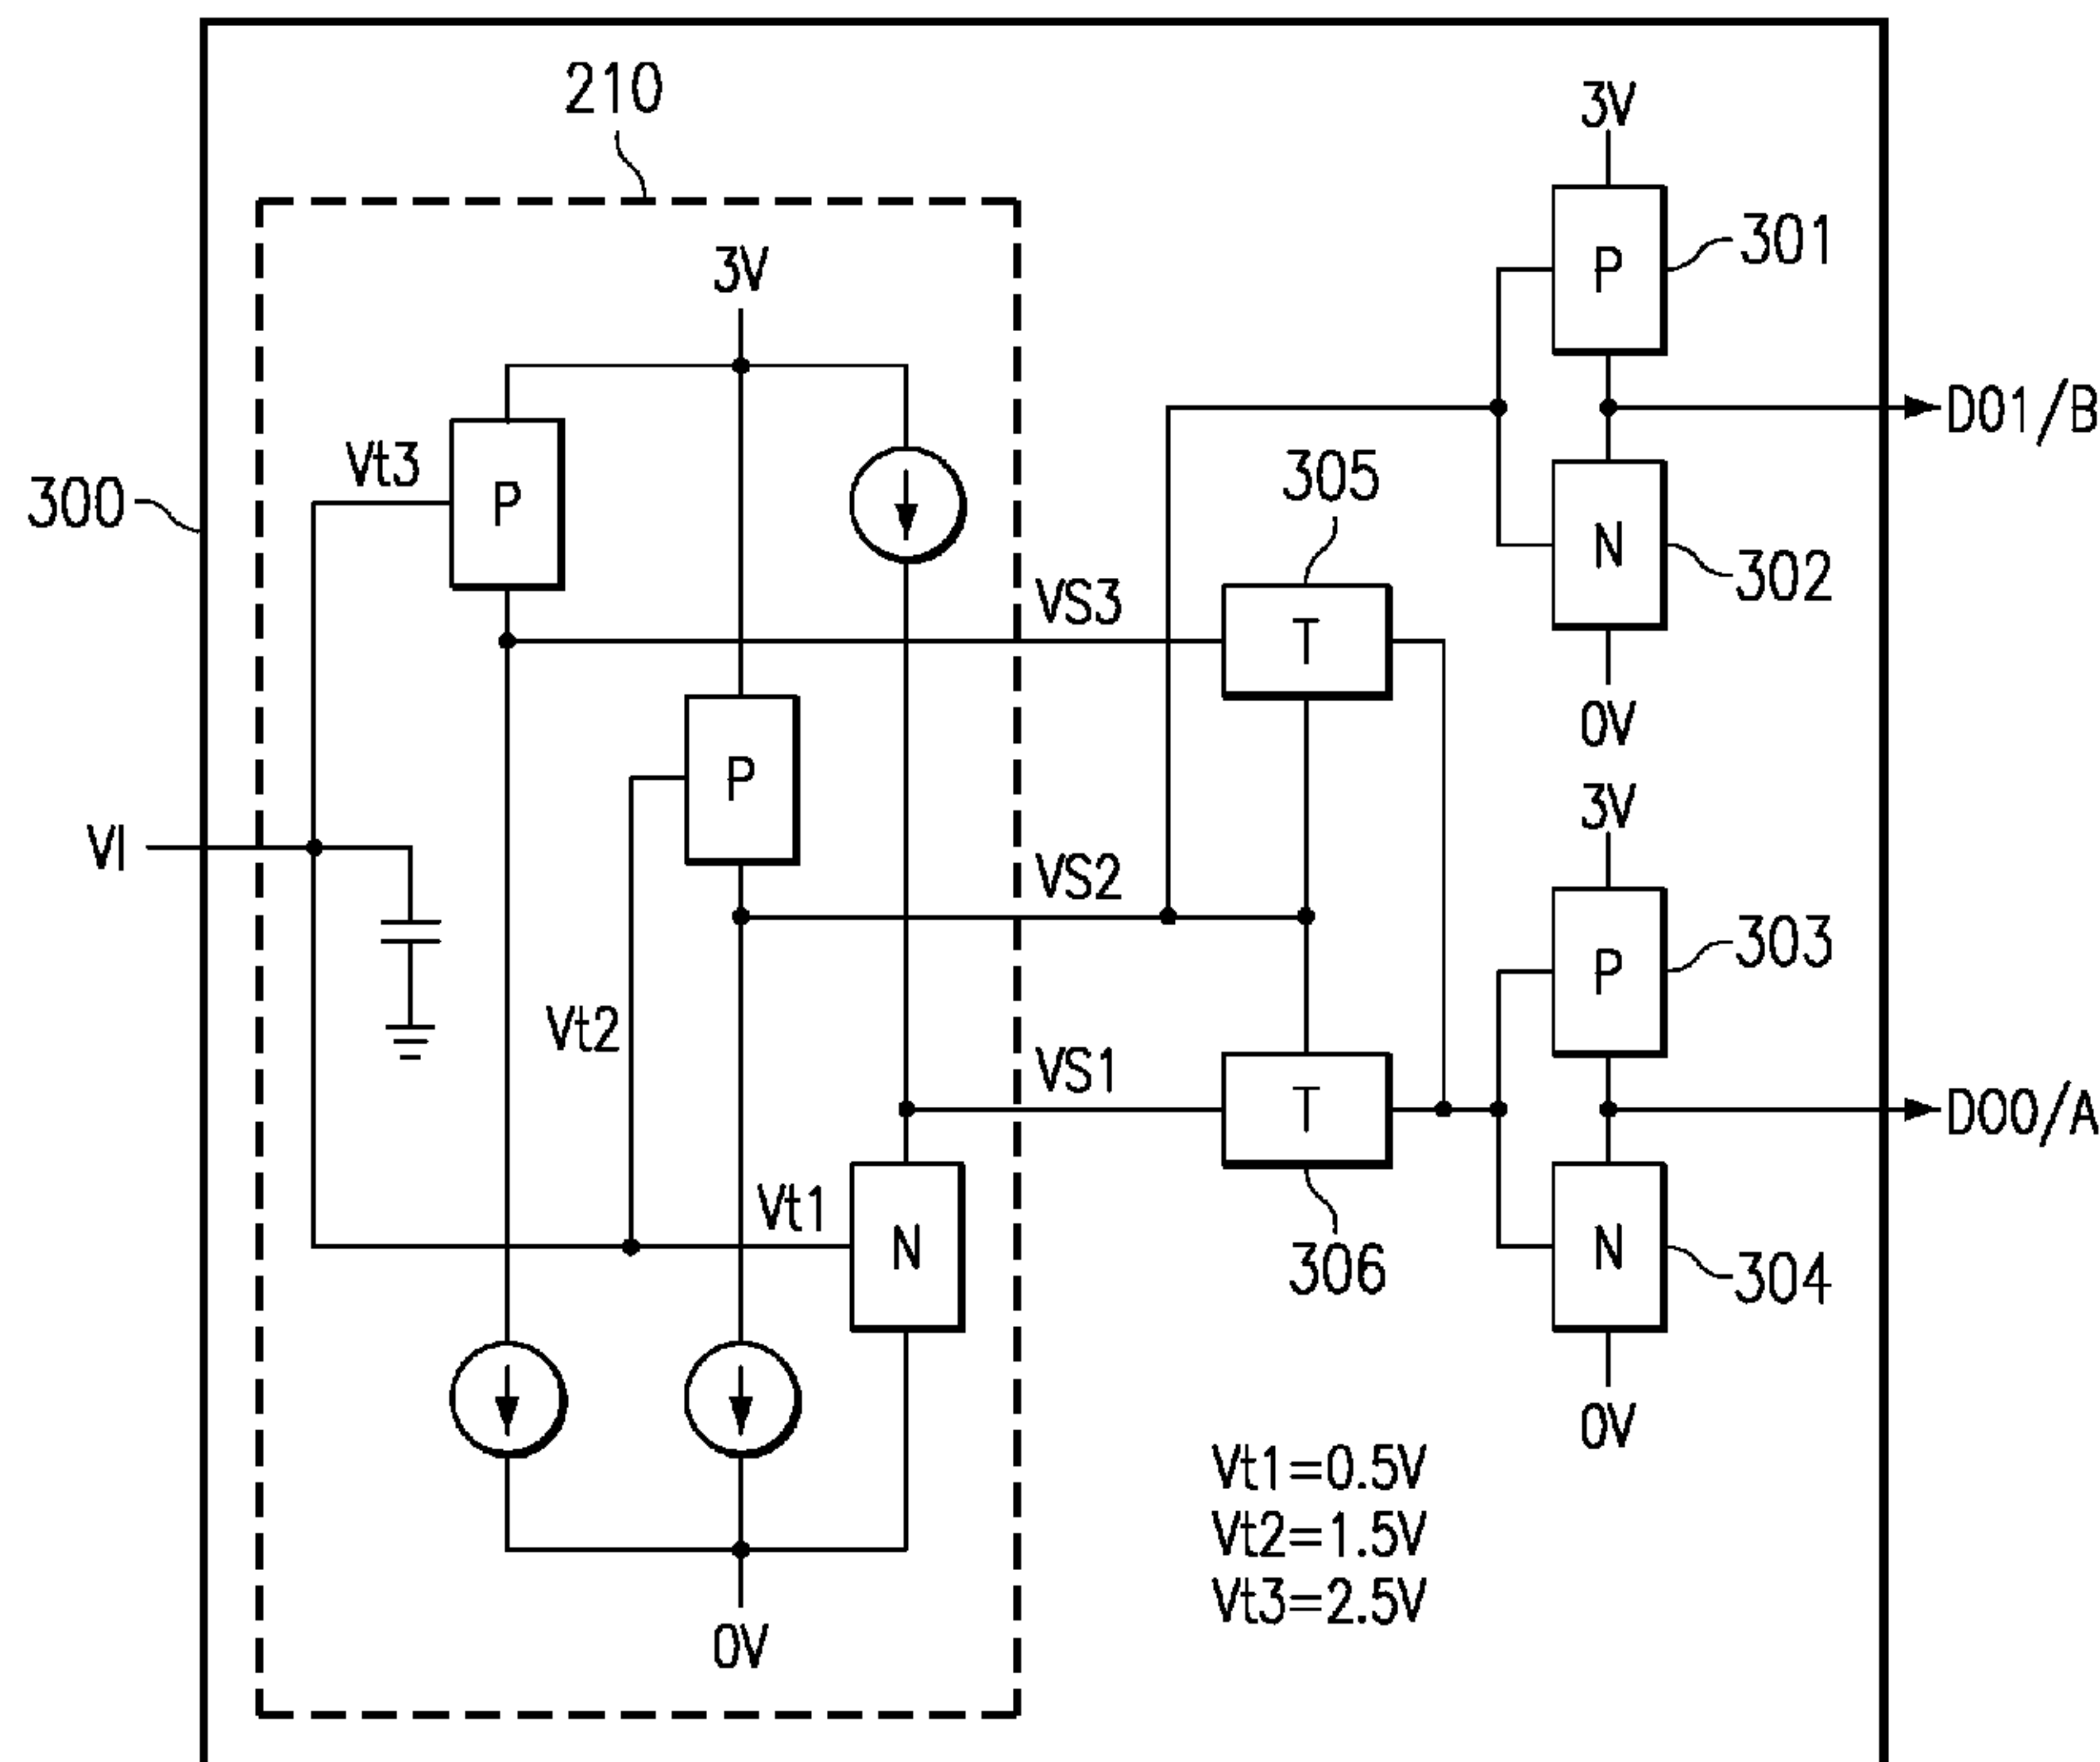 210
3V
301
3V
P
D01/B
Vt3
305
300
P
N
302
VS3
T
0V
P
3V
VI
VS2
303
P
Vt2
VS1
T
D00/A
Vt1
N
N
306
304
0V
Vt1=0.5V
Vt2=1.5V
Vt3=2.5V
0V